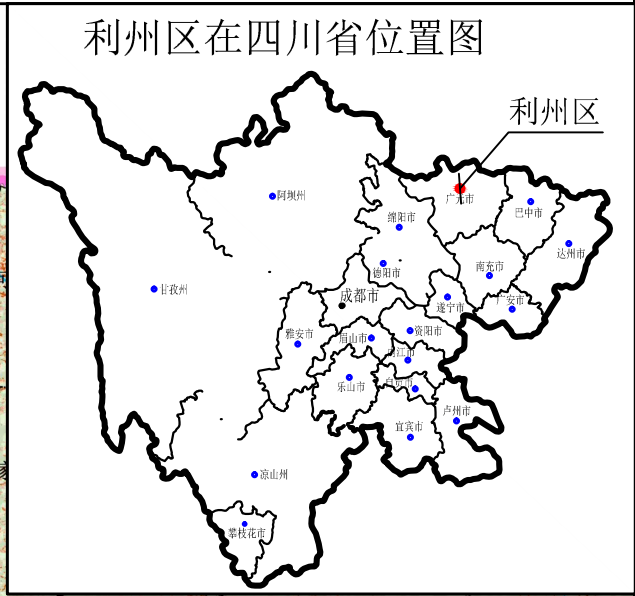 利州区在四川省位置图
利州区
阿坝州
广元市
巴中市
绵阳市
达州市
德阳市
南充市
甘孜州
成都市
遂宁市
广安市
雅安市
眉山市
资阳市
内江市
乐山市
自贡市
卢州市
宜宾市
凉山州
攀枝花市